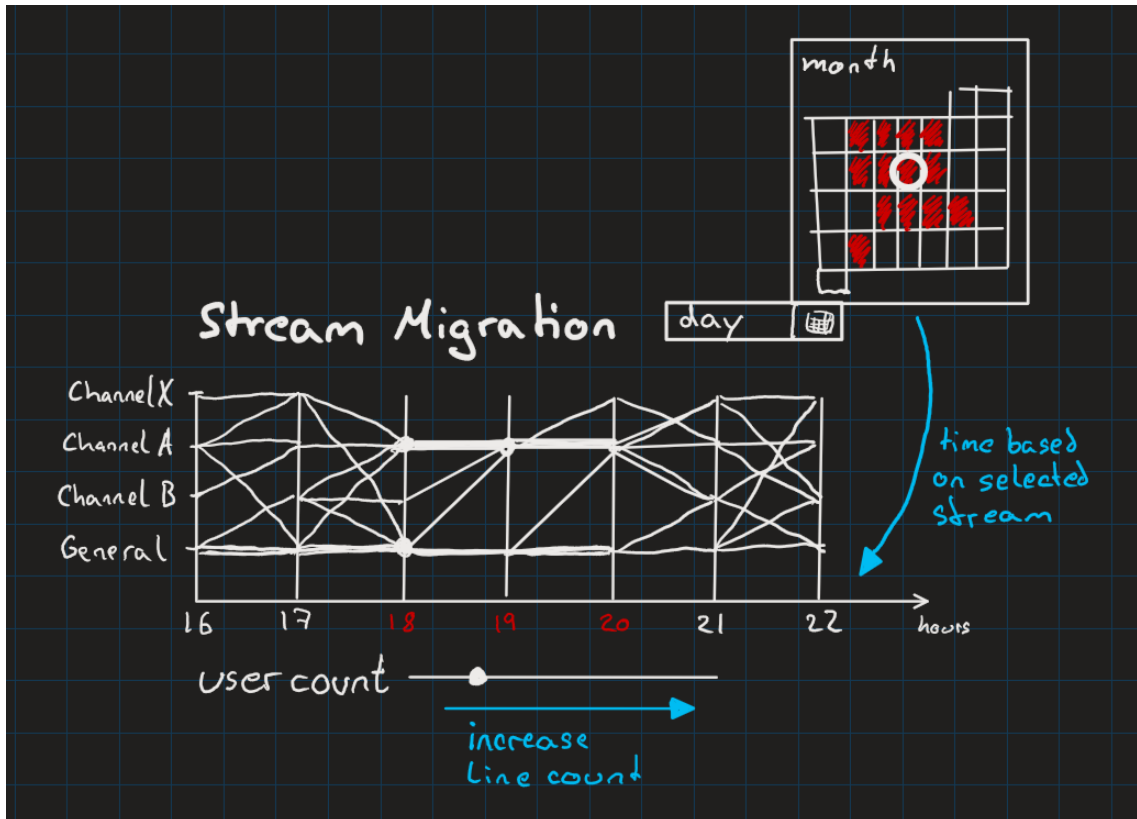 month
Stream Migration
day
Channel X
Channel A
Channel B
General
time based
on selected
stream
16 17 18 19 20 21 22 hours
user count
increase
Line count